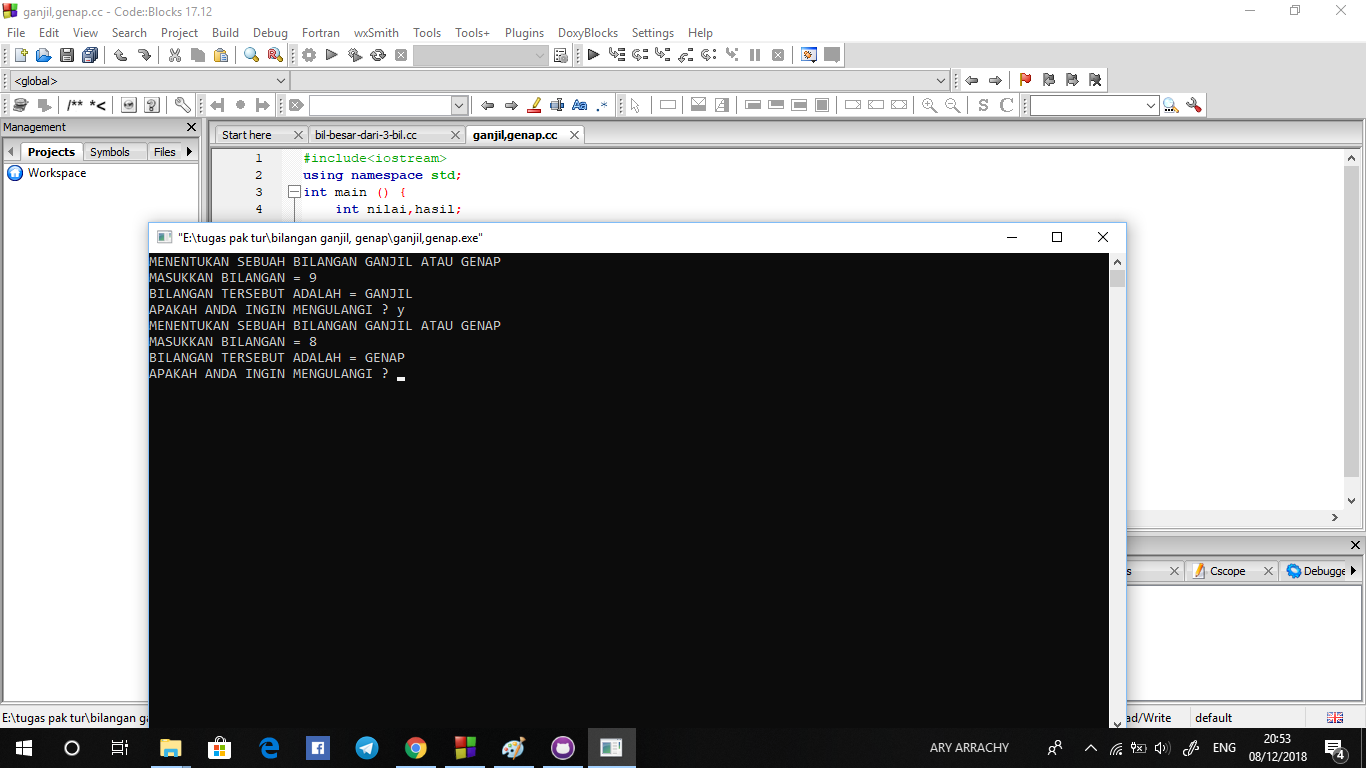 ganjil,genap.cc - Code::Blocks 17.12
File Edit View Search Project Build Debug Fortran wxSmith Tools Tools+ Plugins DoxyBlocks Settings Help
<global>
/** *<
Aa .*
S C
Management
Projects Symbols Files
Workspace
Start here bil-besar-dari-3-bil.cc ganjil,genap.cc
1 #include<iostream>
2 using namespace std;
3 int main () {
4 int nilai,hasil;
"E:\tugas pak tur\bilangan ganjil, genap\ganjil,genap.exe"
MENENTUKAN SEBUAH BILANGAN GANJIL ATAU GENAP
MASUKKAN BILANGAN = 9
BILANGAN TERSEBUT ADALAH = GANJIL
APAKAH ANDA INGIN MENGULANGI ? y
MENENTUKAN SEBUAH BILANGAN GANJIL ATAU GENAP
MASUKKAN BILANGAN = 8
BILANGAN TERSEBUT ADALAH = GENAP
APAKAH ANDA INGIN MENGULANGI ?
s Cscope Debugge
E:\tugas pak tur\bilangan ga
ad/Write default
ARY ARRACHY
ENG
20:53
08/12/2018
4